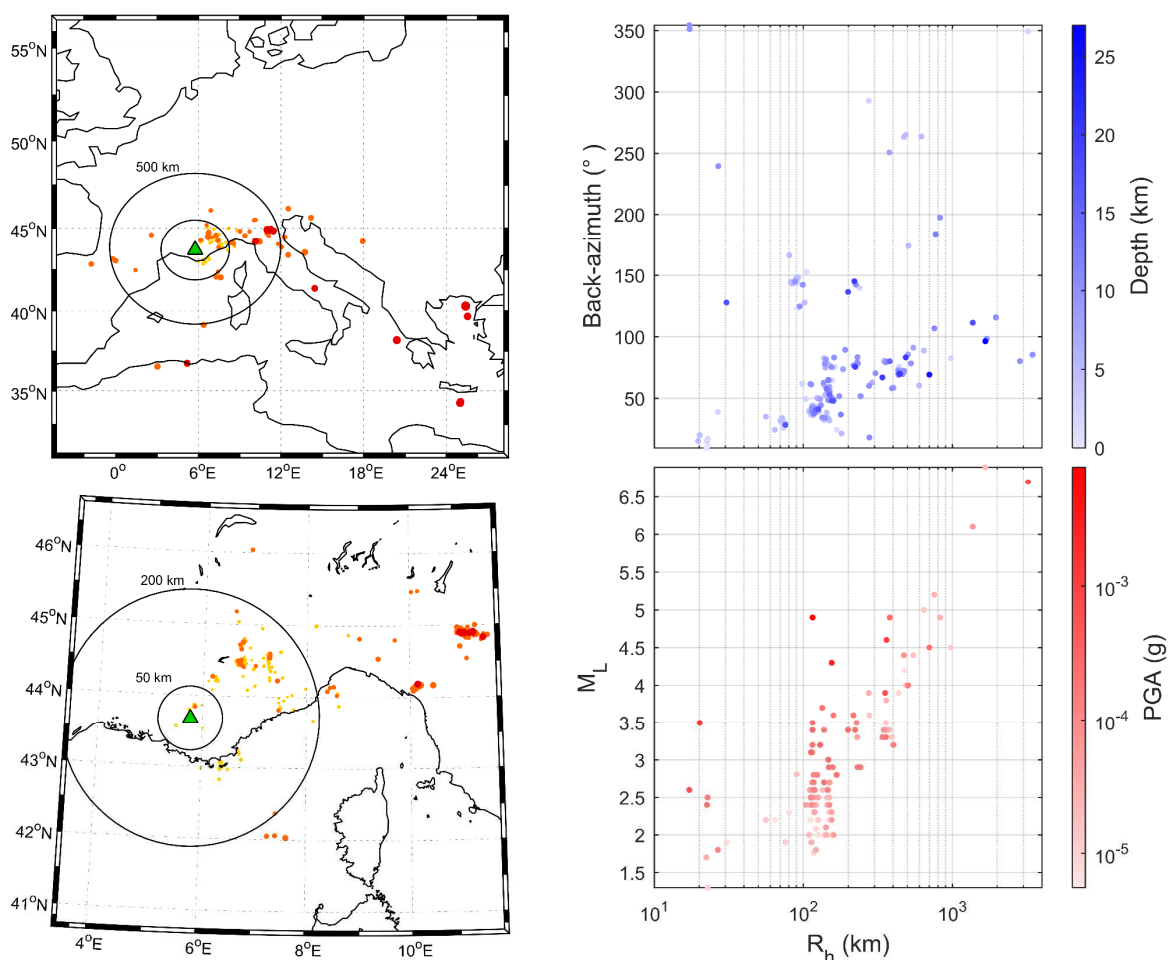 55°N
50°N
45°N
40°N
35°N
500 km
0°
6°E
12°E
18°E
24°E
46°N
45°N
44°N
43°N
42°N
41°N
200 km
50 km
4°E
6°E
8°E
10°E
350
300
250
200
150
100
50
Back-azimuth (°)
25
20
15
10
5
0
Depth (km)
6.5
6
5.5
5
4.5
4
3.5
3
2.5
2
1.5
M_L
10^1
10^2
10^3
R_h (km)
10^-3
10^-4
10^-5
PGA (g)